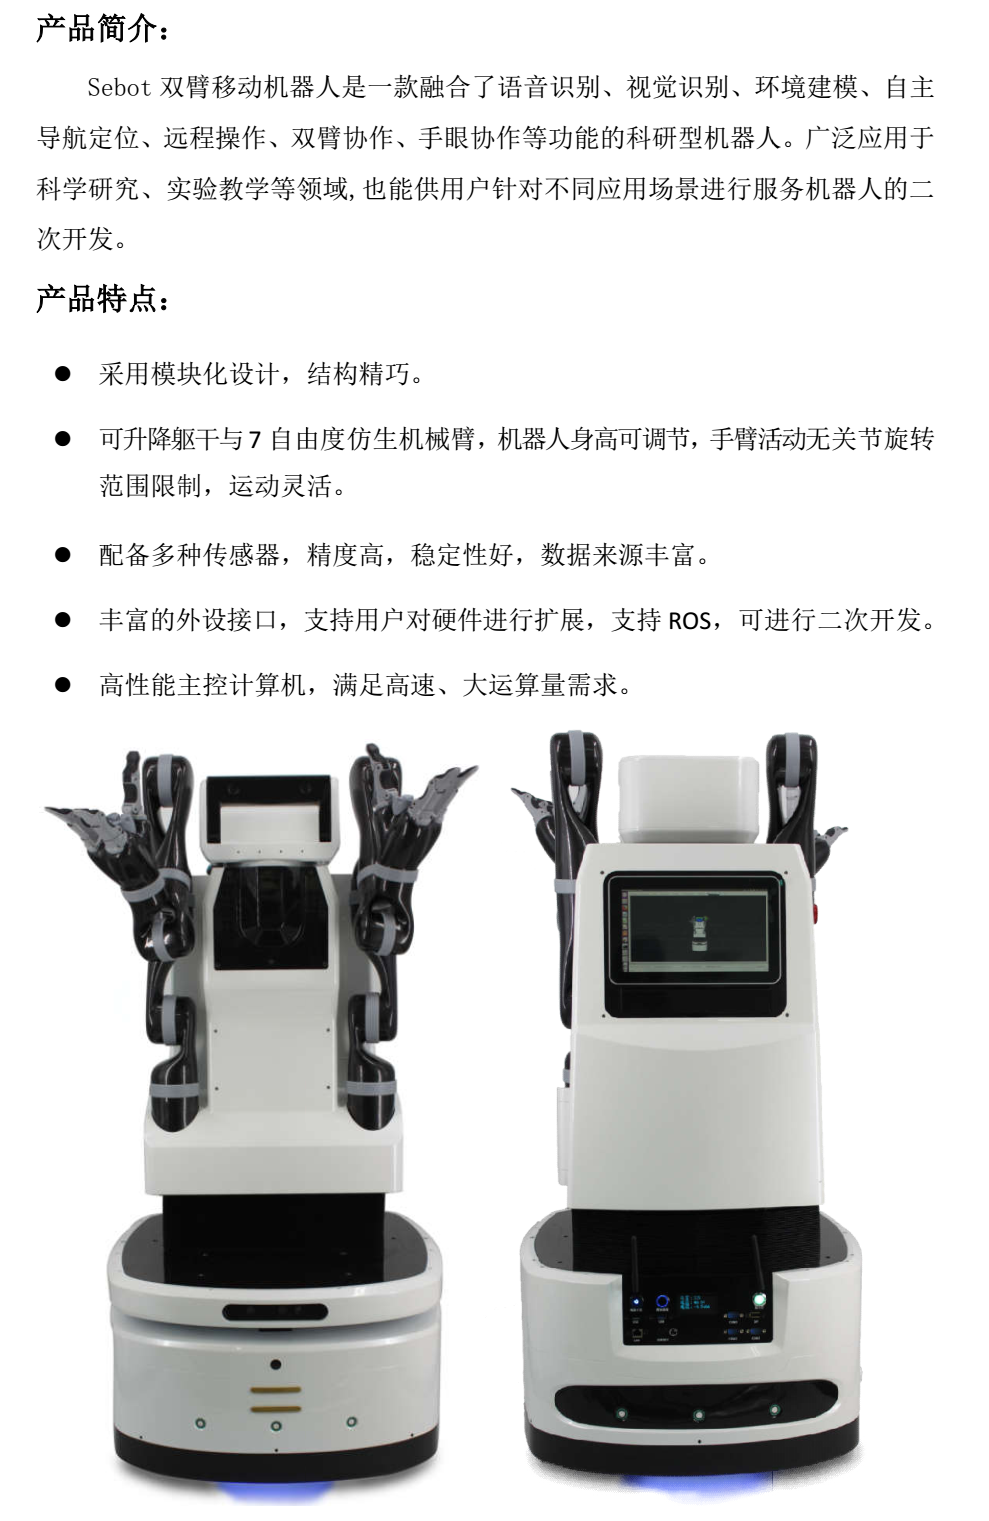 产品简介：
Sebot 双臂移动机器人是一款融合了语音识别、视觉识别、环境建模、自主
导航定位、远程操作、双臂协作、手眼协作等功能的科研型机器人。广泛应用于
科学研究、实验教学等领域,也能供用户针对不同应用场景进行服务机器人的二
次开发。
产品特点：
● 采用模块化设计，结构精巧。
● 可升降躯干与 7 自由度仿生机械臂，机器人身高可调节，手臂活动无关节旋转
范围限制，运动灵活。
● 配备多种传感器，精度高，稳定性好，数据来源丰富。
● 丰富的外设接口，支持用户对硬件进行扩展，支持 ROS，可进行二次开发。
● 高性能主控计算机，满足高速、大运算量需求。